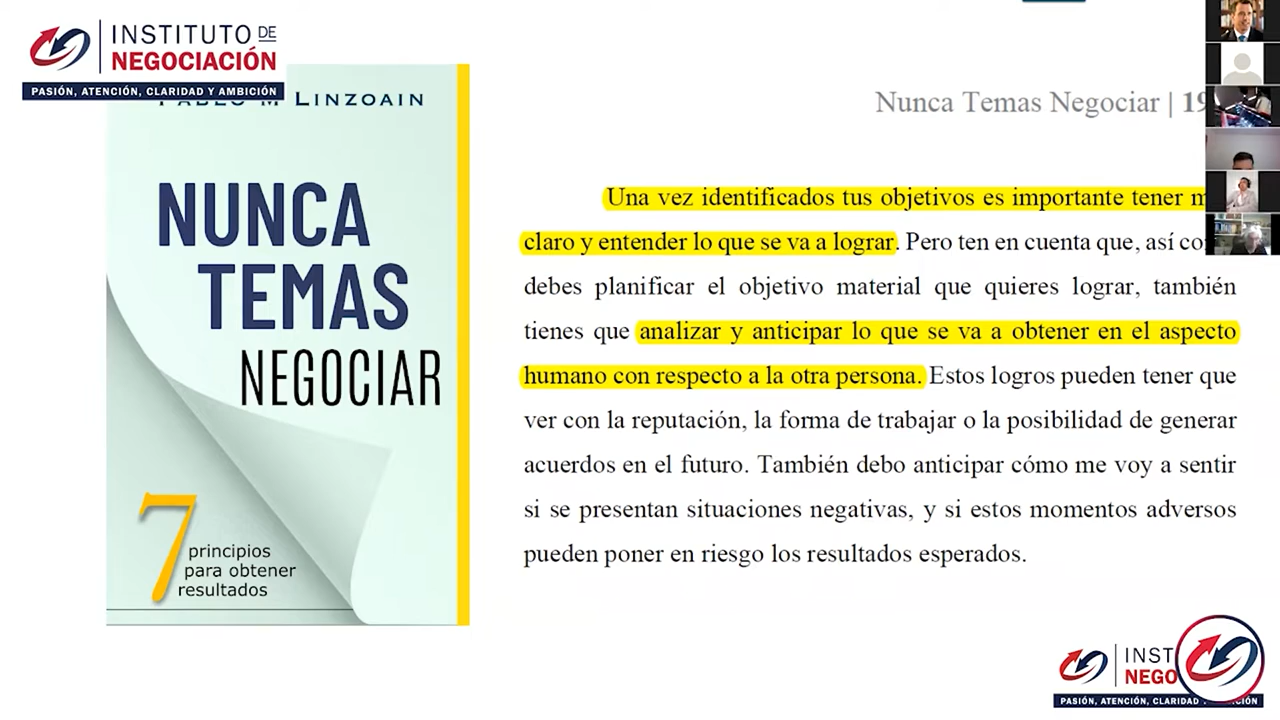 INSTITUTO DE
NEGOCIACIÓN
PASIÓN, ATENCIÓN, CLARIDAD Y AMBICIÓN
LINZOAIN
NUNCA
TEMAS
NEGOCIAR
7
principios
para obtener
resultados
Nunca Temas Negociar | 19
Una vez identificados tus objetivos es importante tener
claro y entender lo que se va a lograr. Pero ten en cuenta que, así
debes planificar el objetivo material que quieres lograr, también
tienes que analizar y anticipar lo que se va a obtener en el aspecto
humano con respecto a la otra persona. Estos logros pueden tener que
ver con la reputación, la forma de trabajar o la posibilidad de generar
acuerdos en el futuro. También debo anticipar cómo me voy a sentir
si se presentan situaciones negativas, y si estos momentos adversos
pueden poner en riesgo los resultados esperados.
INST
NEGO
PASIÓN, ATENCIÓN, CLARIDAD